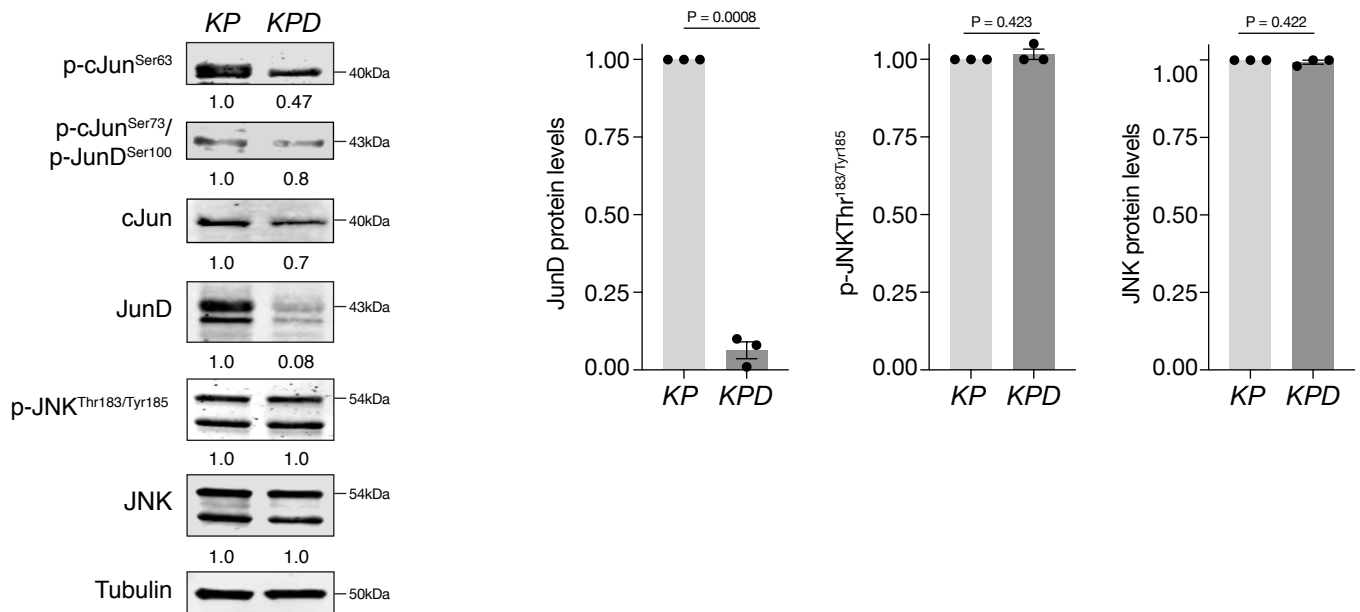 KP KPD
p-cJunSer63
40kDa
1.0 0.47
p-cJunSer73/
p-JunDSer100
43kDa
1.0 0.8
cJun
40kDa
1.0 0.7
JunD
43kDa
1.0 0.08
p-JNKThr183/Tyr185
54kDa
1.0 1.0
JNK
54kDa
1.0 1.0
Tubulin
50kDa
P = 0.0008
JunD protein levels
1.00
0.75
0.50
0.25
0.00
KP KPD
P = 0.423
p-JNKThr183/Tyr185
1.00
0.75
0.50
0.25
0.00
KP KPD
P = 0.422
JNK protein levels
1.00
0.75
0.50
0.25
0.00
KP KPD